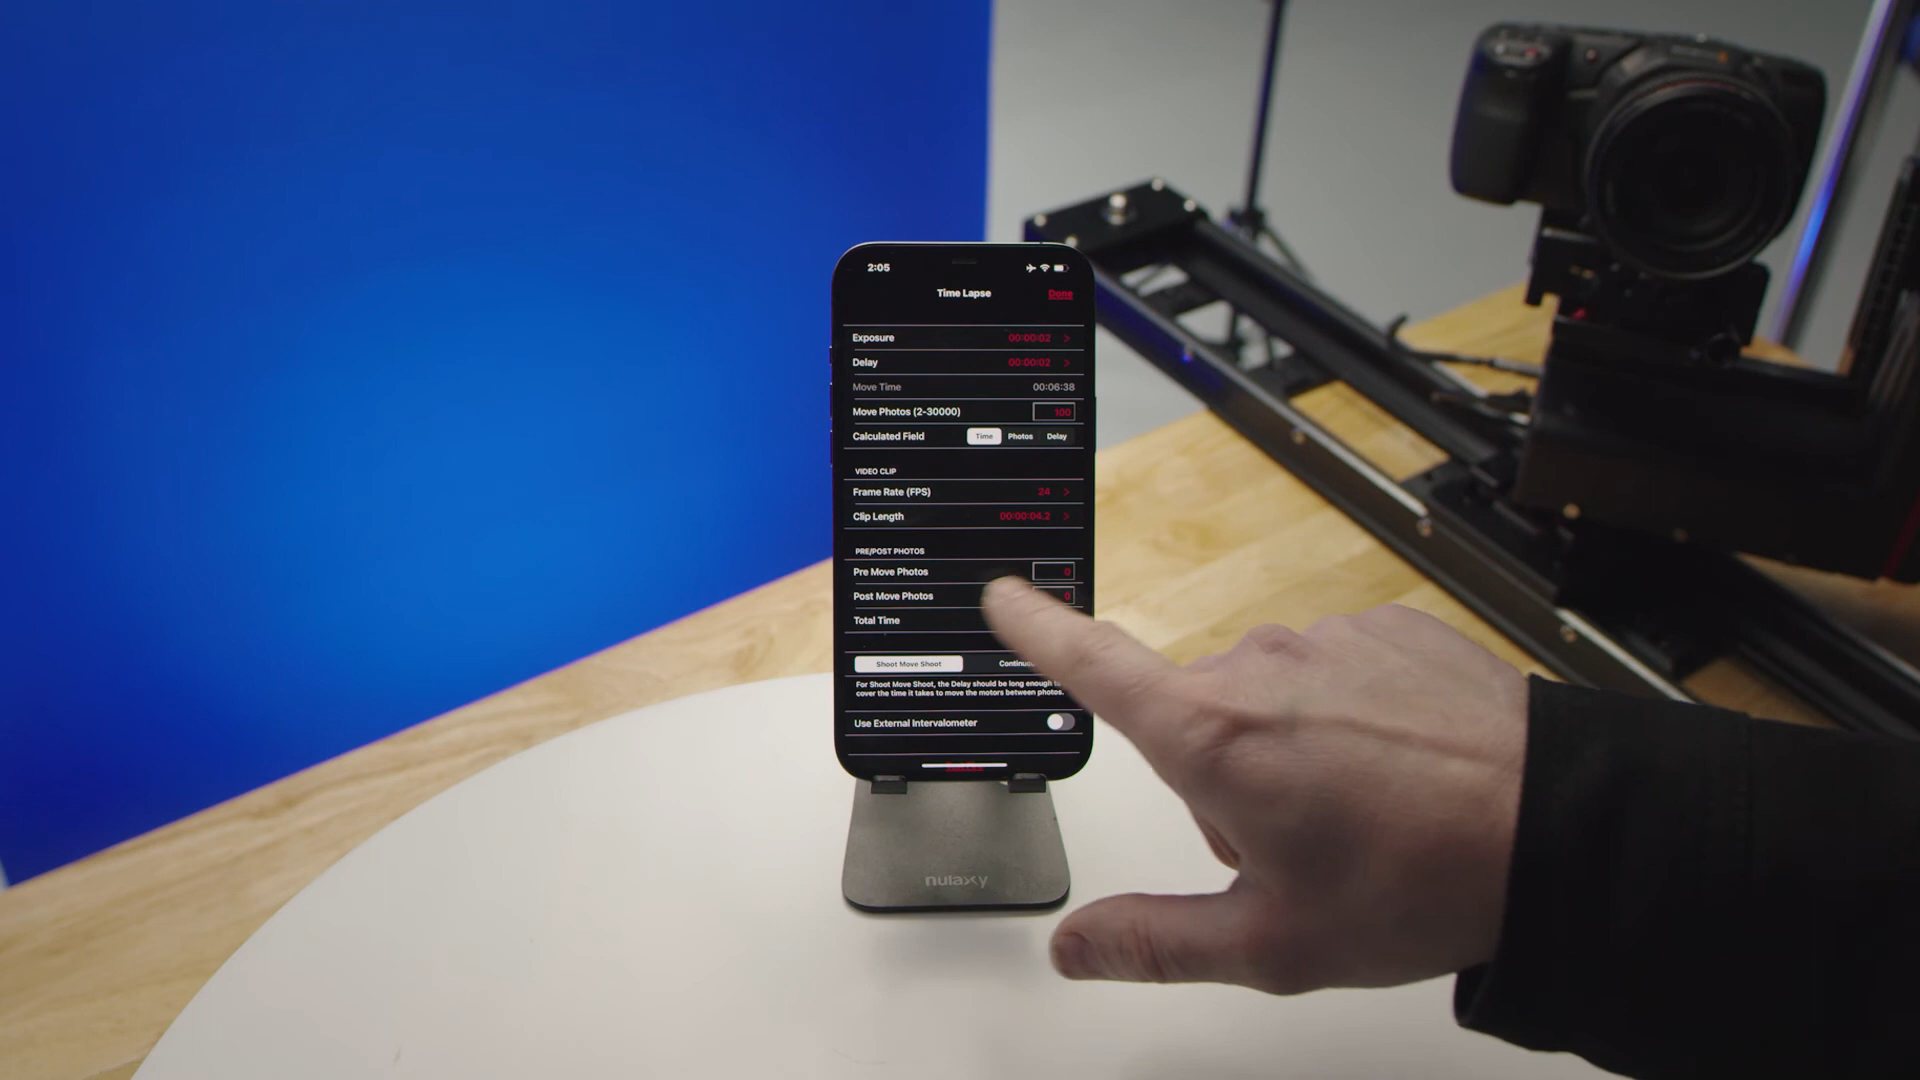 2:05
Time Lapse
Done
Exposure 00:00:02 >
Delay 00:00:02 >
Move Time 00:06:38
Move Photos (2-30000) 100
Calculated Field Time Photos Delay
VIDEO CLIP
Frame Rate (FPS) 24 >
Clip Length 00:00:04.2 >
PRE/POST PHOTOS
Pre Move Photos 0
Post Move Photos 0
Total Time
Shoot Move Shoot
For Shoot Move Shoot, the Delay should be long enough
cover the time it takes to move the motors between photos.
Use External Intervalometer
nulaxy